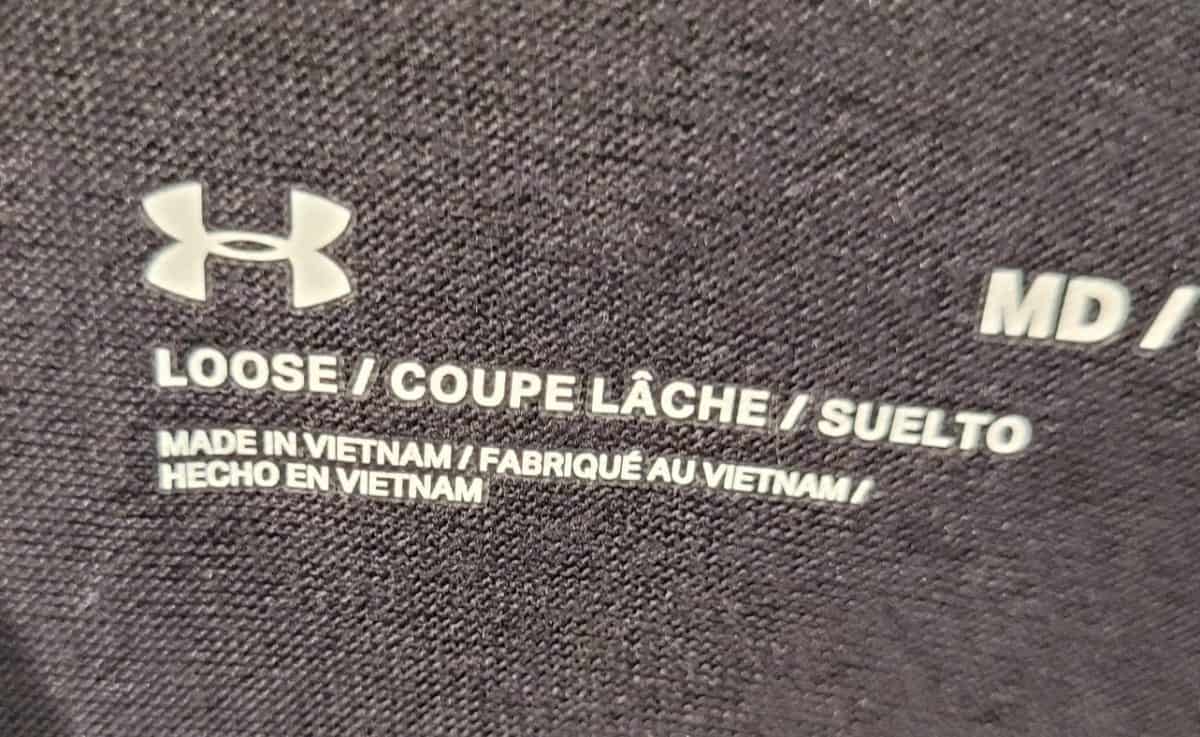 MD /
LOOSE / COUPE LÂCHE / SUELTO
MADE IN VIETNAM / FABRIQUÉ AU VIETNAM /
HECHO EN VIETNAM